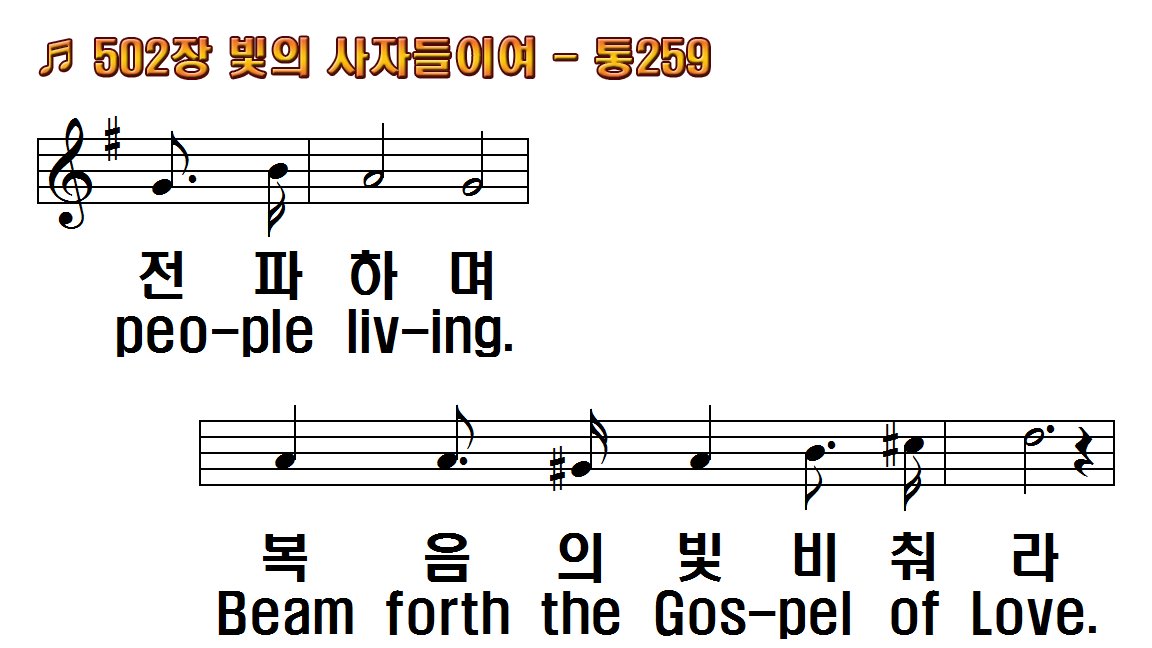 ♬ 502장 빛의 사자들이여 - 통259
전 파 하 며
peo-ple liv-ing.
복 음 의 빛 비 춰 라
Beam forth the Gos-pel of Love.